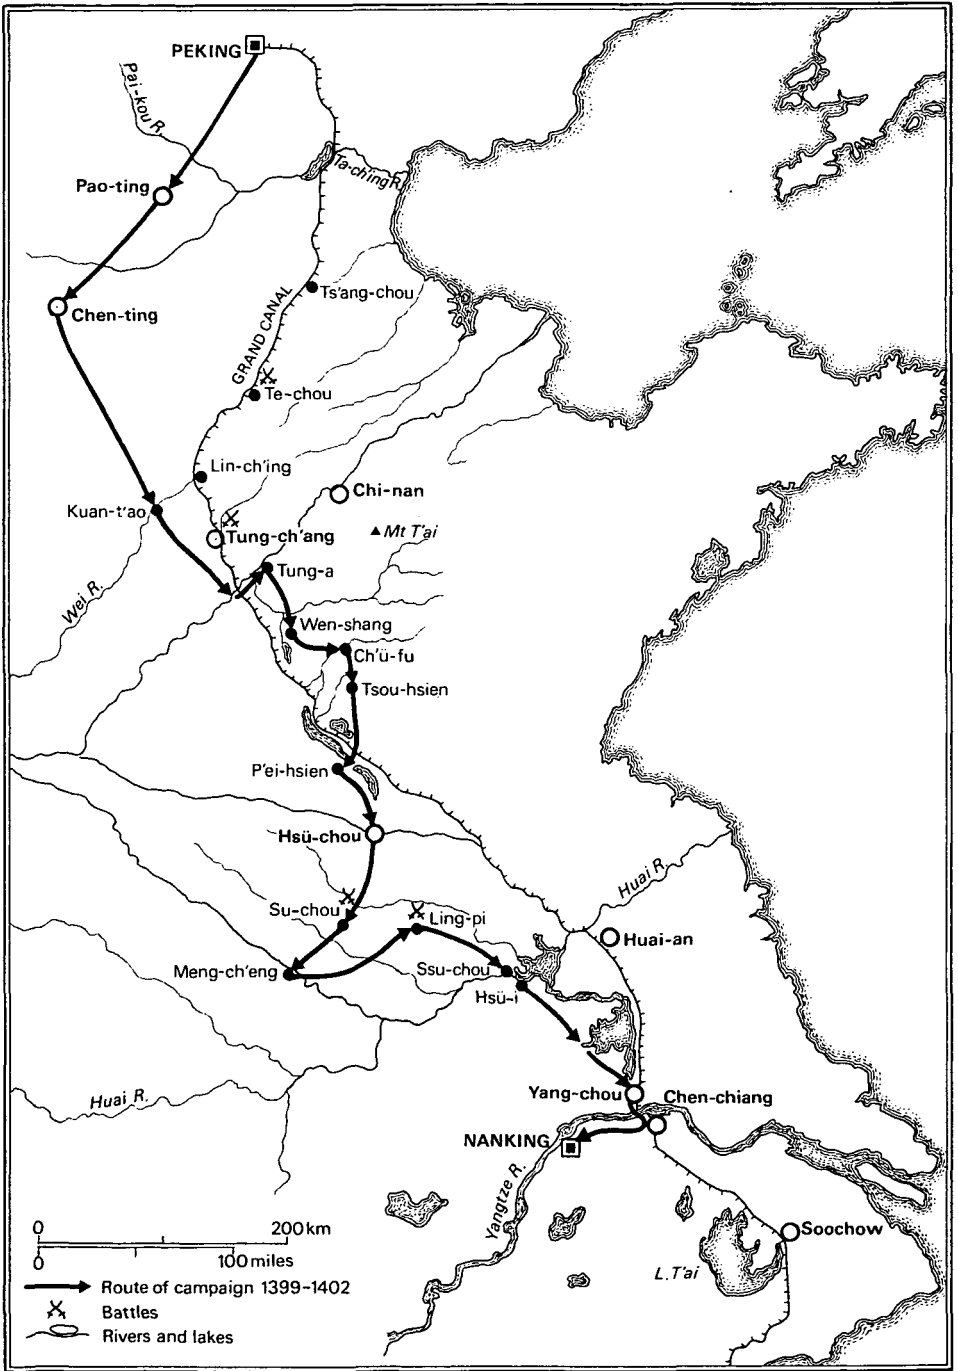 PEKING
Pai-kou R.
Ta-ching R.
Pao-ting
Ts'ang-chou
Chen-ting
GRAND CANAL
Te-chou
Lin-ch'ing
Chi-nan
Kuan-t'ao
Tung-ch'ang
Mt T'ai
Tung-a
Wei R.
Wen-shang
Ch'ü-fu
Tsou-hsien
P'ei-hsien
Hsü-chou
Huai R.
Su-chou
Ling-pi
Huai-an
Meng-ch'eng
Ssu-chou
Hsü-i
Huai R.
Yang-chou
Chen-chiang
NANKING
Yangtze R.
Soochow
L.T'ai
0 200 km
0 100 miles
Route of campaign 1399-1402
Battles
Rivers and lakes